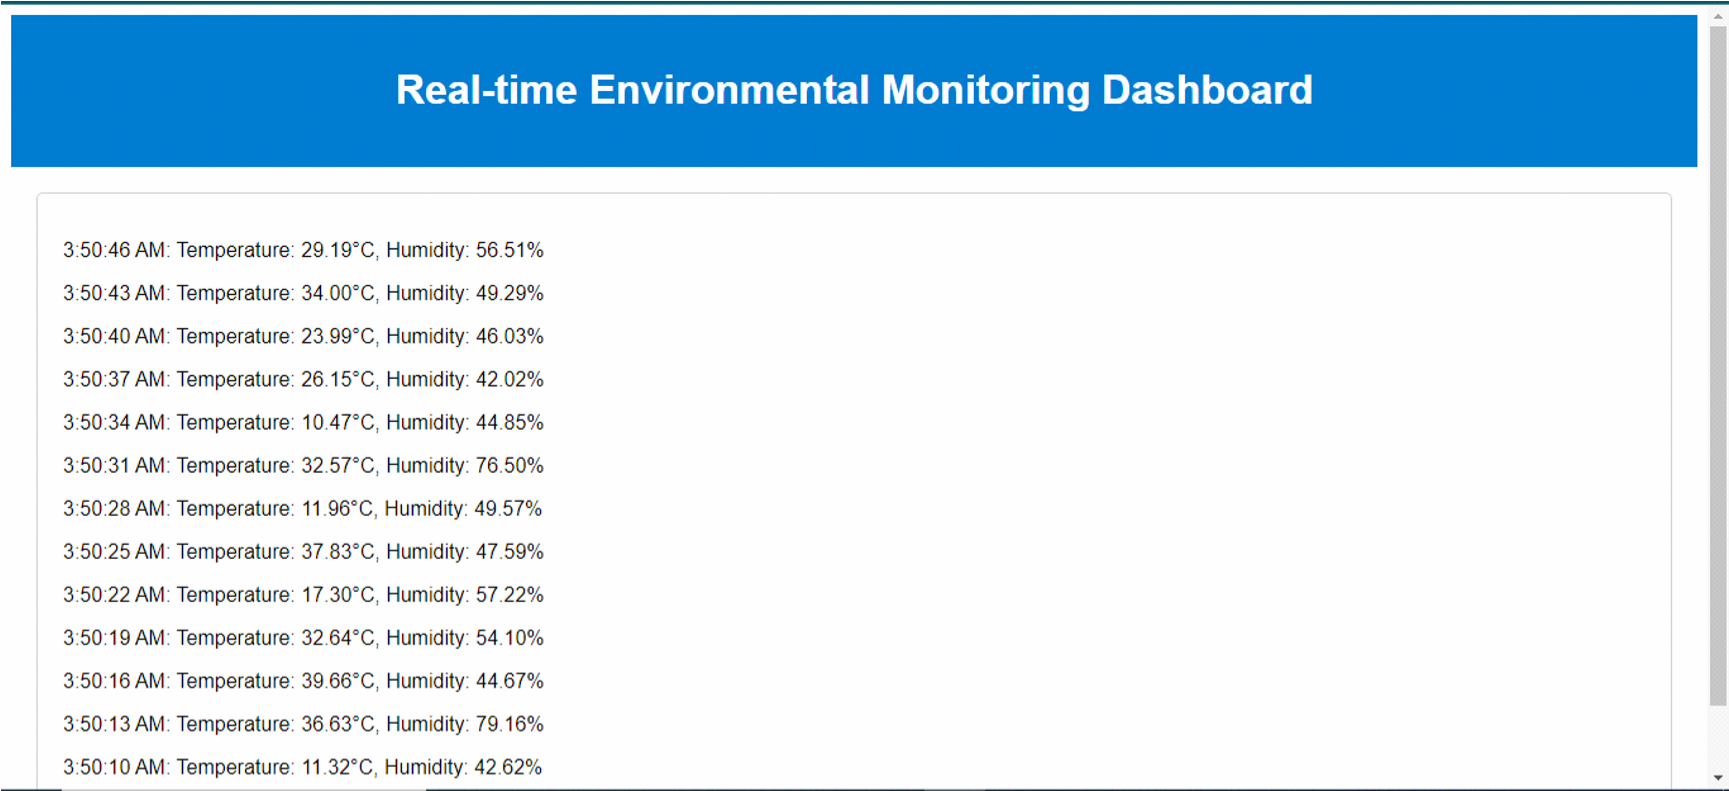 Real-time Environmental Monitoring Dashboard
3:50:46 AM: Temperature: 29.19°C, Humidity: 56.51%
3:50:43 AM: Temperature: 34.00°C, Humidity: 49.29%
3:50:40 AM: Temperature: 23.99°C, Humidity: 46.03%
3:50:37 AM: Temperature: 26.15°C, Humidity: 42.02%
3:50:34 AM: Temperature: 10.47°C, Humidity: 44.85%
3:50:31 AM: Temperature: 32.57°C, Humidity: 76.50%
3:50:28 AM: Temperature: 11.96°C, Humidity: 49.57%
3:50:25 AM: Temperature: 37.83°C, Humidity: 47.59%
3:50:22 AM: Temperature: 17.30°C, Humidity: 57.22%
3:50:19 AM: Temperature: 32.64°C, Humidity: 54.10%
3:50:16 AM: Temperature: 39.66°C, Humidity: 44.67%
3:50:13 AM: Temperature: 36.63°C, Humidity: 79.16%
3:50:10 AM: Temperature: 11.32°C, Humidity: 42.62%